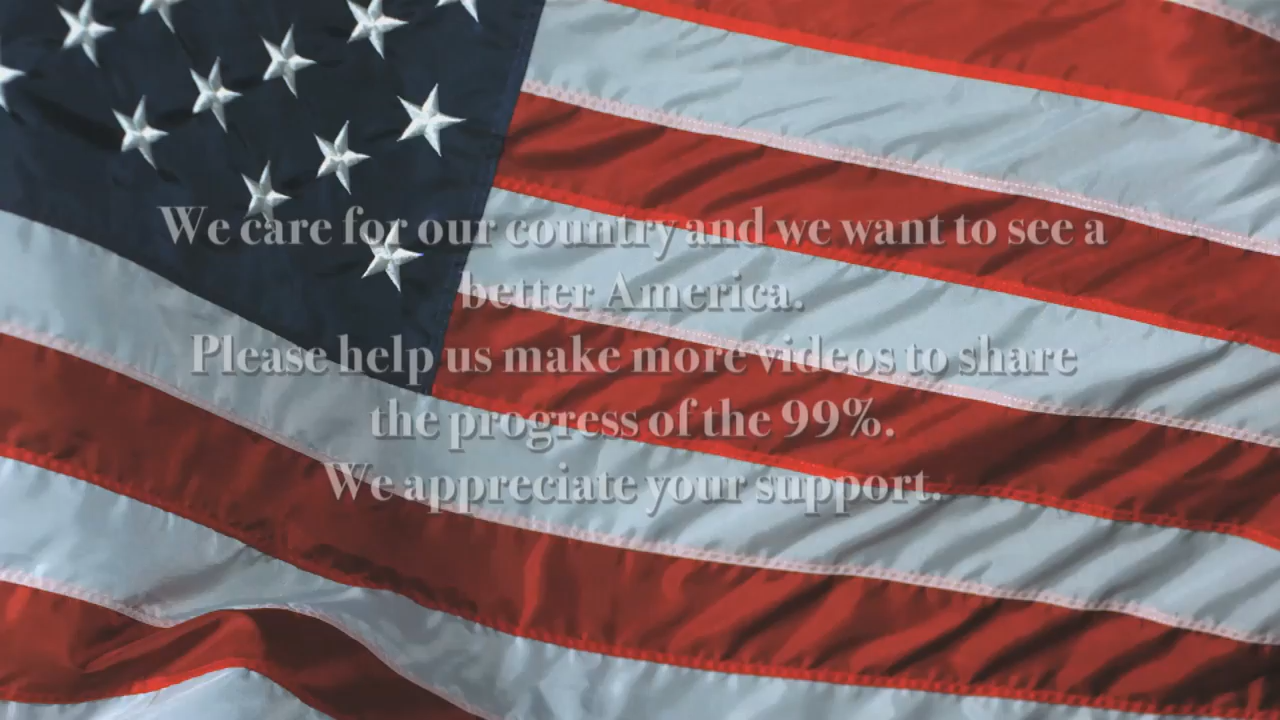 We care for our country and we want to see a
better America.
Please help us make more videos to share
the progress of the 99%.
We appreciate your support.